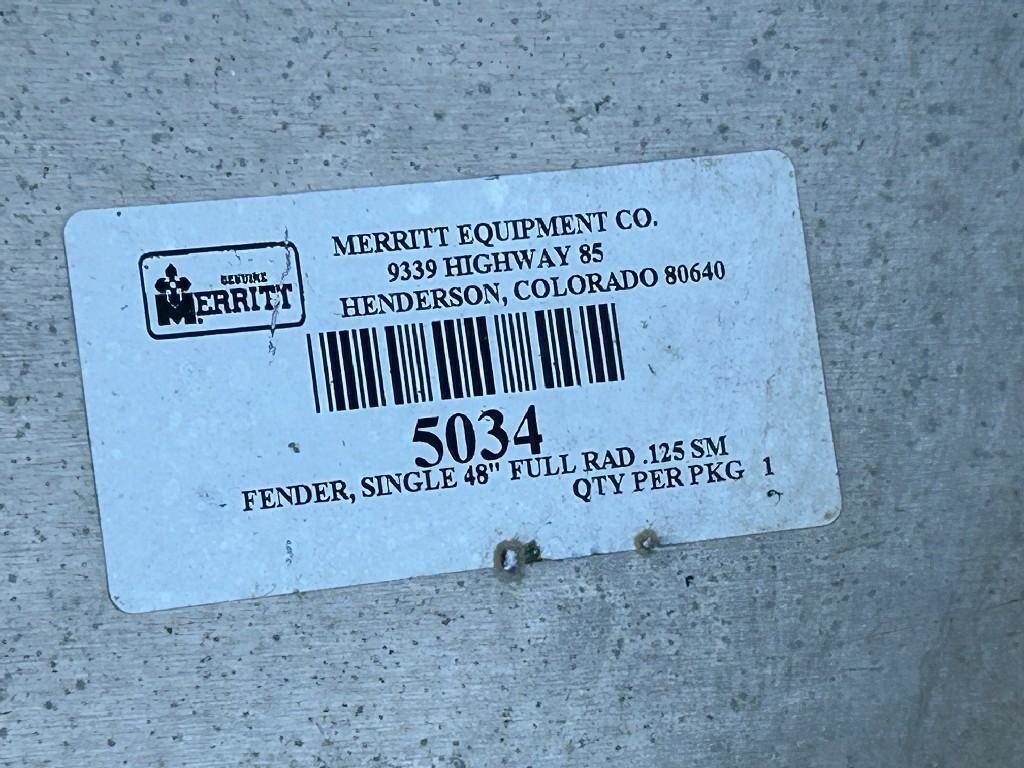 GENUINE
MERRITT
MERRITT EQUIPMENT CO.
9339 HIGHWAY 85
HENDERSON, COLORADO 80640
5034
FENDER, SINGLE 48" FULL RAD .125 SM
QTY PER PKG 1